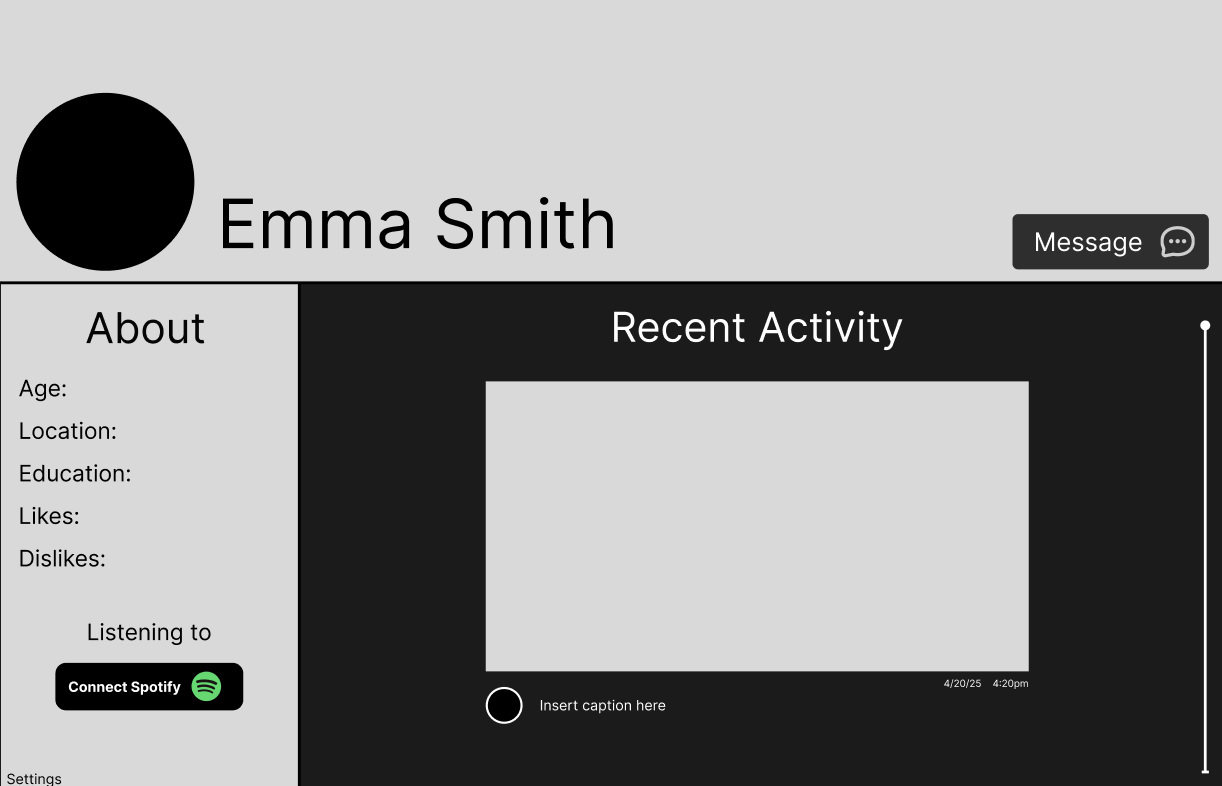 Emma Smith
Message
About
Age:
Location:
Education:
Likes:
Dislikes:
Listening to
Connect Spotify
Settings
Recent Activity
4/20/25 4:20pm
Insert caption here